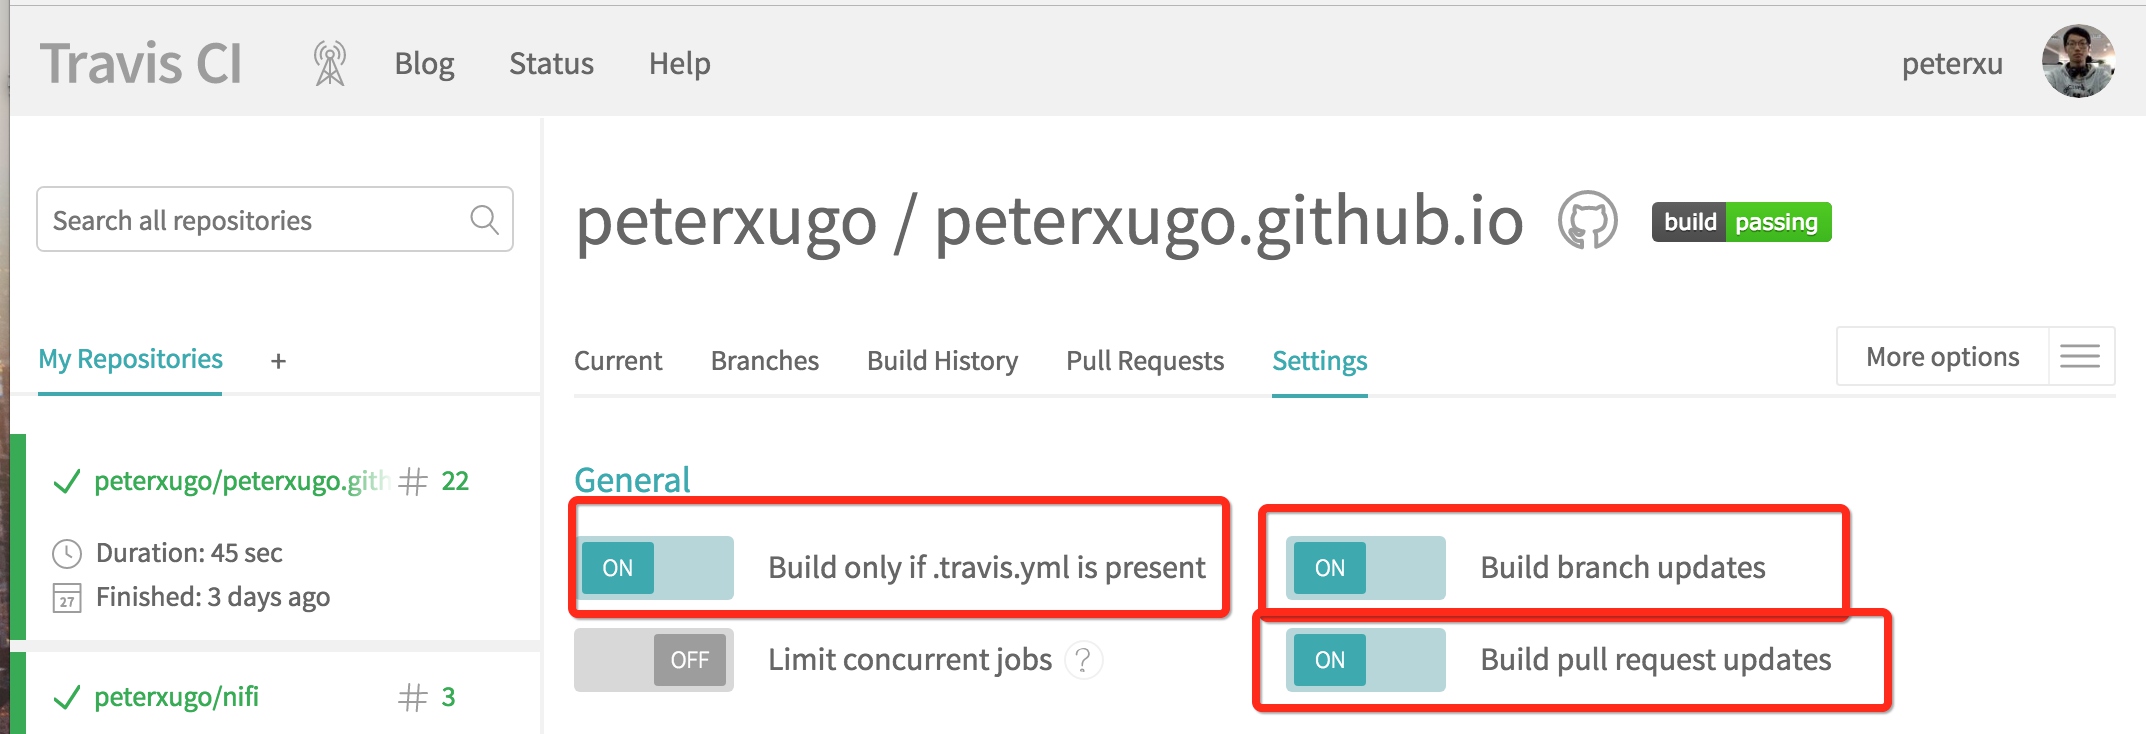 Travis CI
Blog
Status
Help
peterxu
Search all repositories
peterxugo / peterxugo.github.io
build passing
My Repositories
+
Current
Branches
Build History
Pull Requests
Settings
More options
peterxugo/peterxugo.gith
# 22
Duration: 45 sec
27
Finished: 3 days ago
peterxugo/nifi
# 3
General
ON
Build only if .travis.yml is present
ON
Build branch updates
OFF
Limit concurrent jobs
?
ON
Build pull request updates